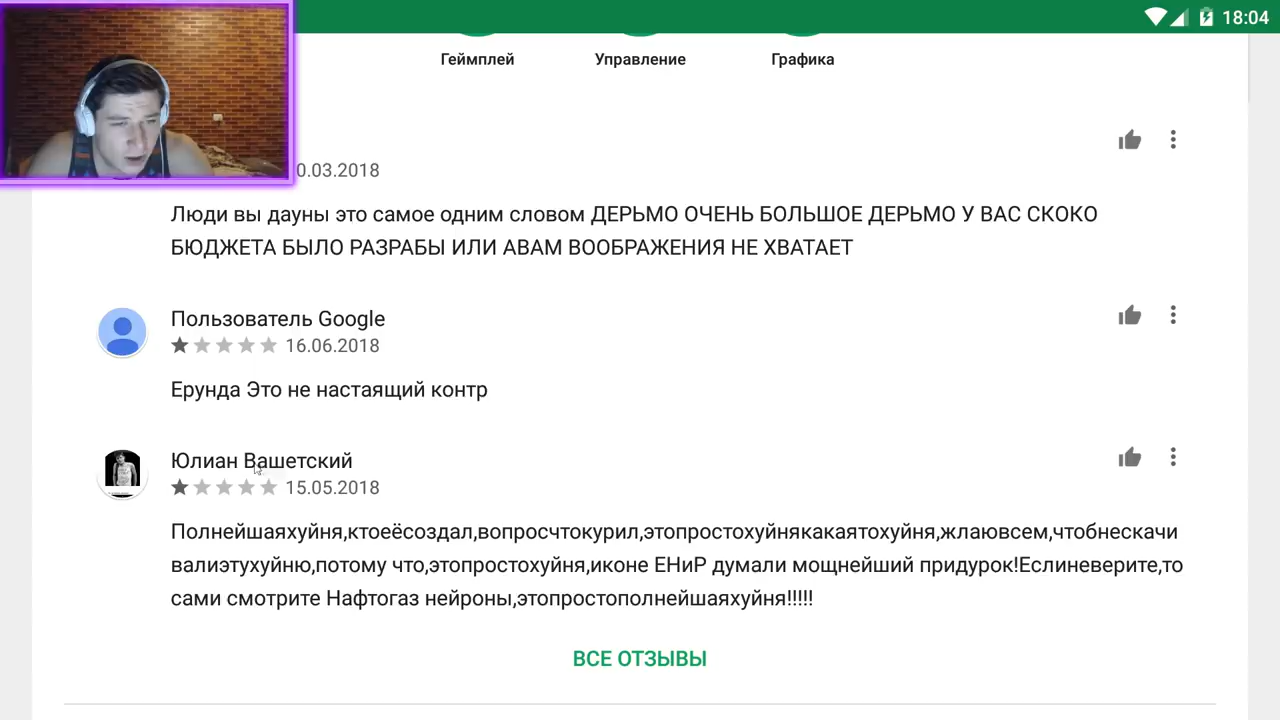 18:04
Геймплей Управление Графика
0.03.2018
Люди вы дауны это самое одним словом ДЕРЬМО ОЧЕНЬ БОЛЬШОЕ ДЕРЬМО У ВАС СКОКО
БЮДЖЕТА БЫЛО РАЗРАБЫ ИЛИ АВАМ ВООБРАЖЕНИЯ НЕ ХВАТАЕТ
Пользователь Google
16.06.2018
Ерунда Это не настаящий контр
Юлиан Вашетский
15.05.2018
Полнейшаяхуйня,ктоеёсоздал,вопросчтокурил,этопростохуйнякакаятохуйня,жлаювсем,чтобнескачи
валиэтухуйню,потому что,этопростохуйня,иконе ЕНиР думали мощнейший придурок!Еслиневерите,то
сами смотрите Нафтогаз нейроны,этопростополнейшаяхуйня!!!!!
ВСЕ ОТЗЫВЫ